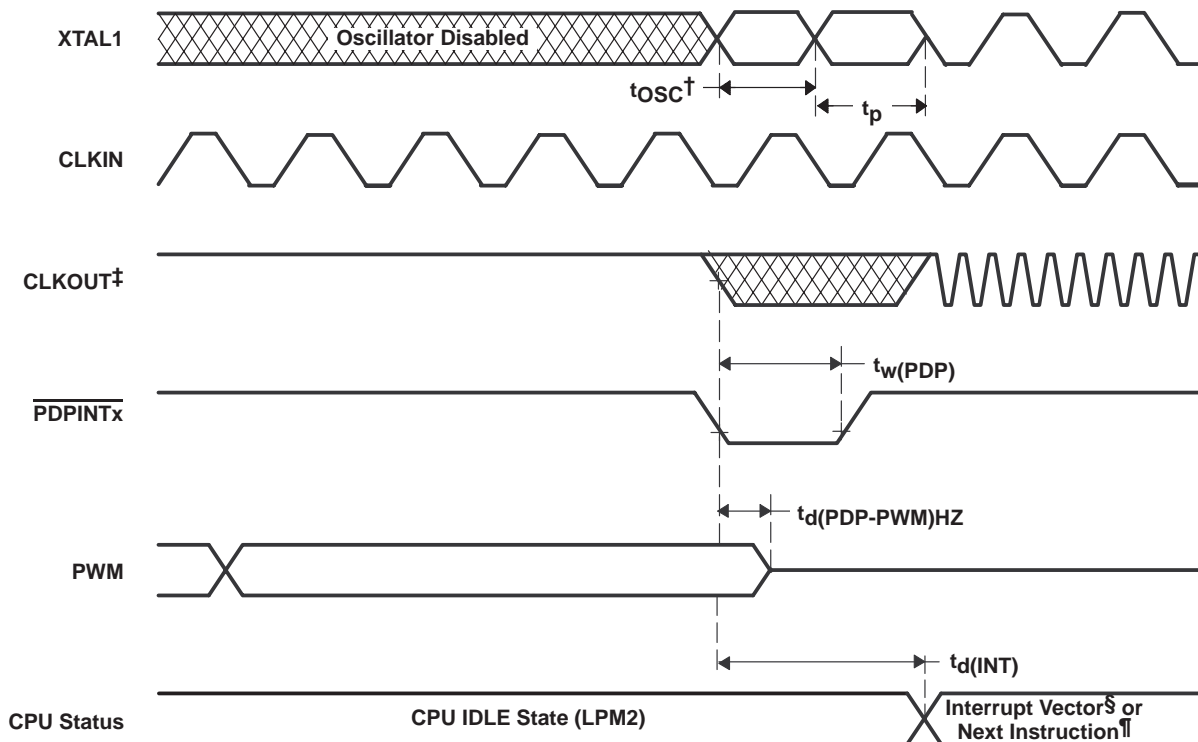 XTAL1
Oscillator Disabled
tOSC†
tp
CLKIN
CLKOUT‡
tw(PDP)
PDPINTx
td(PDP-PWM)HZ
PWM
td(INT)
CPU Status
CPU IDLE State (LPM2)
Interrupt Vector§ or
Next Instruction¶